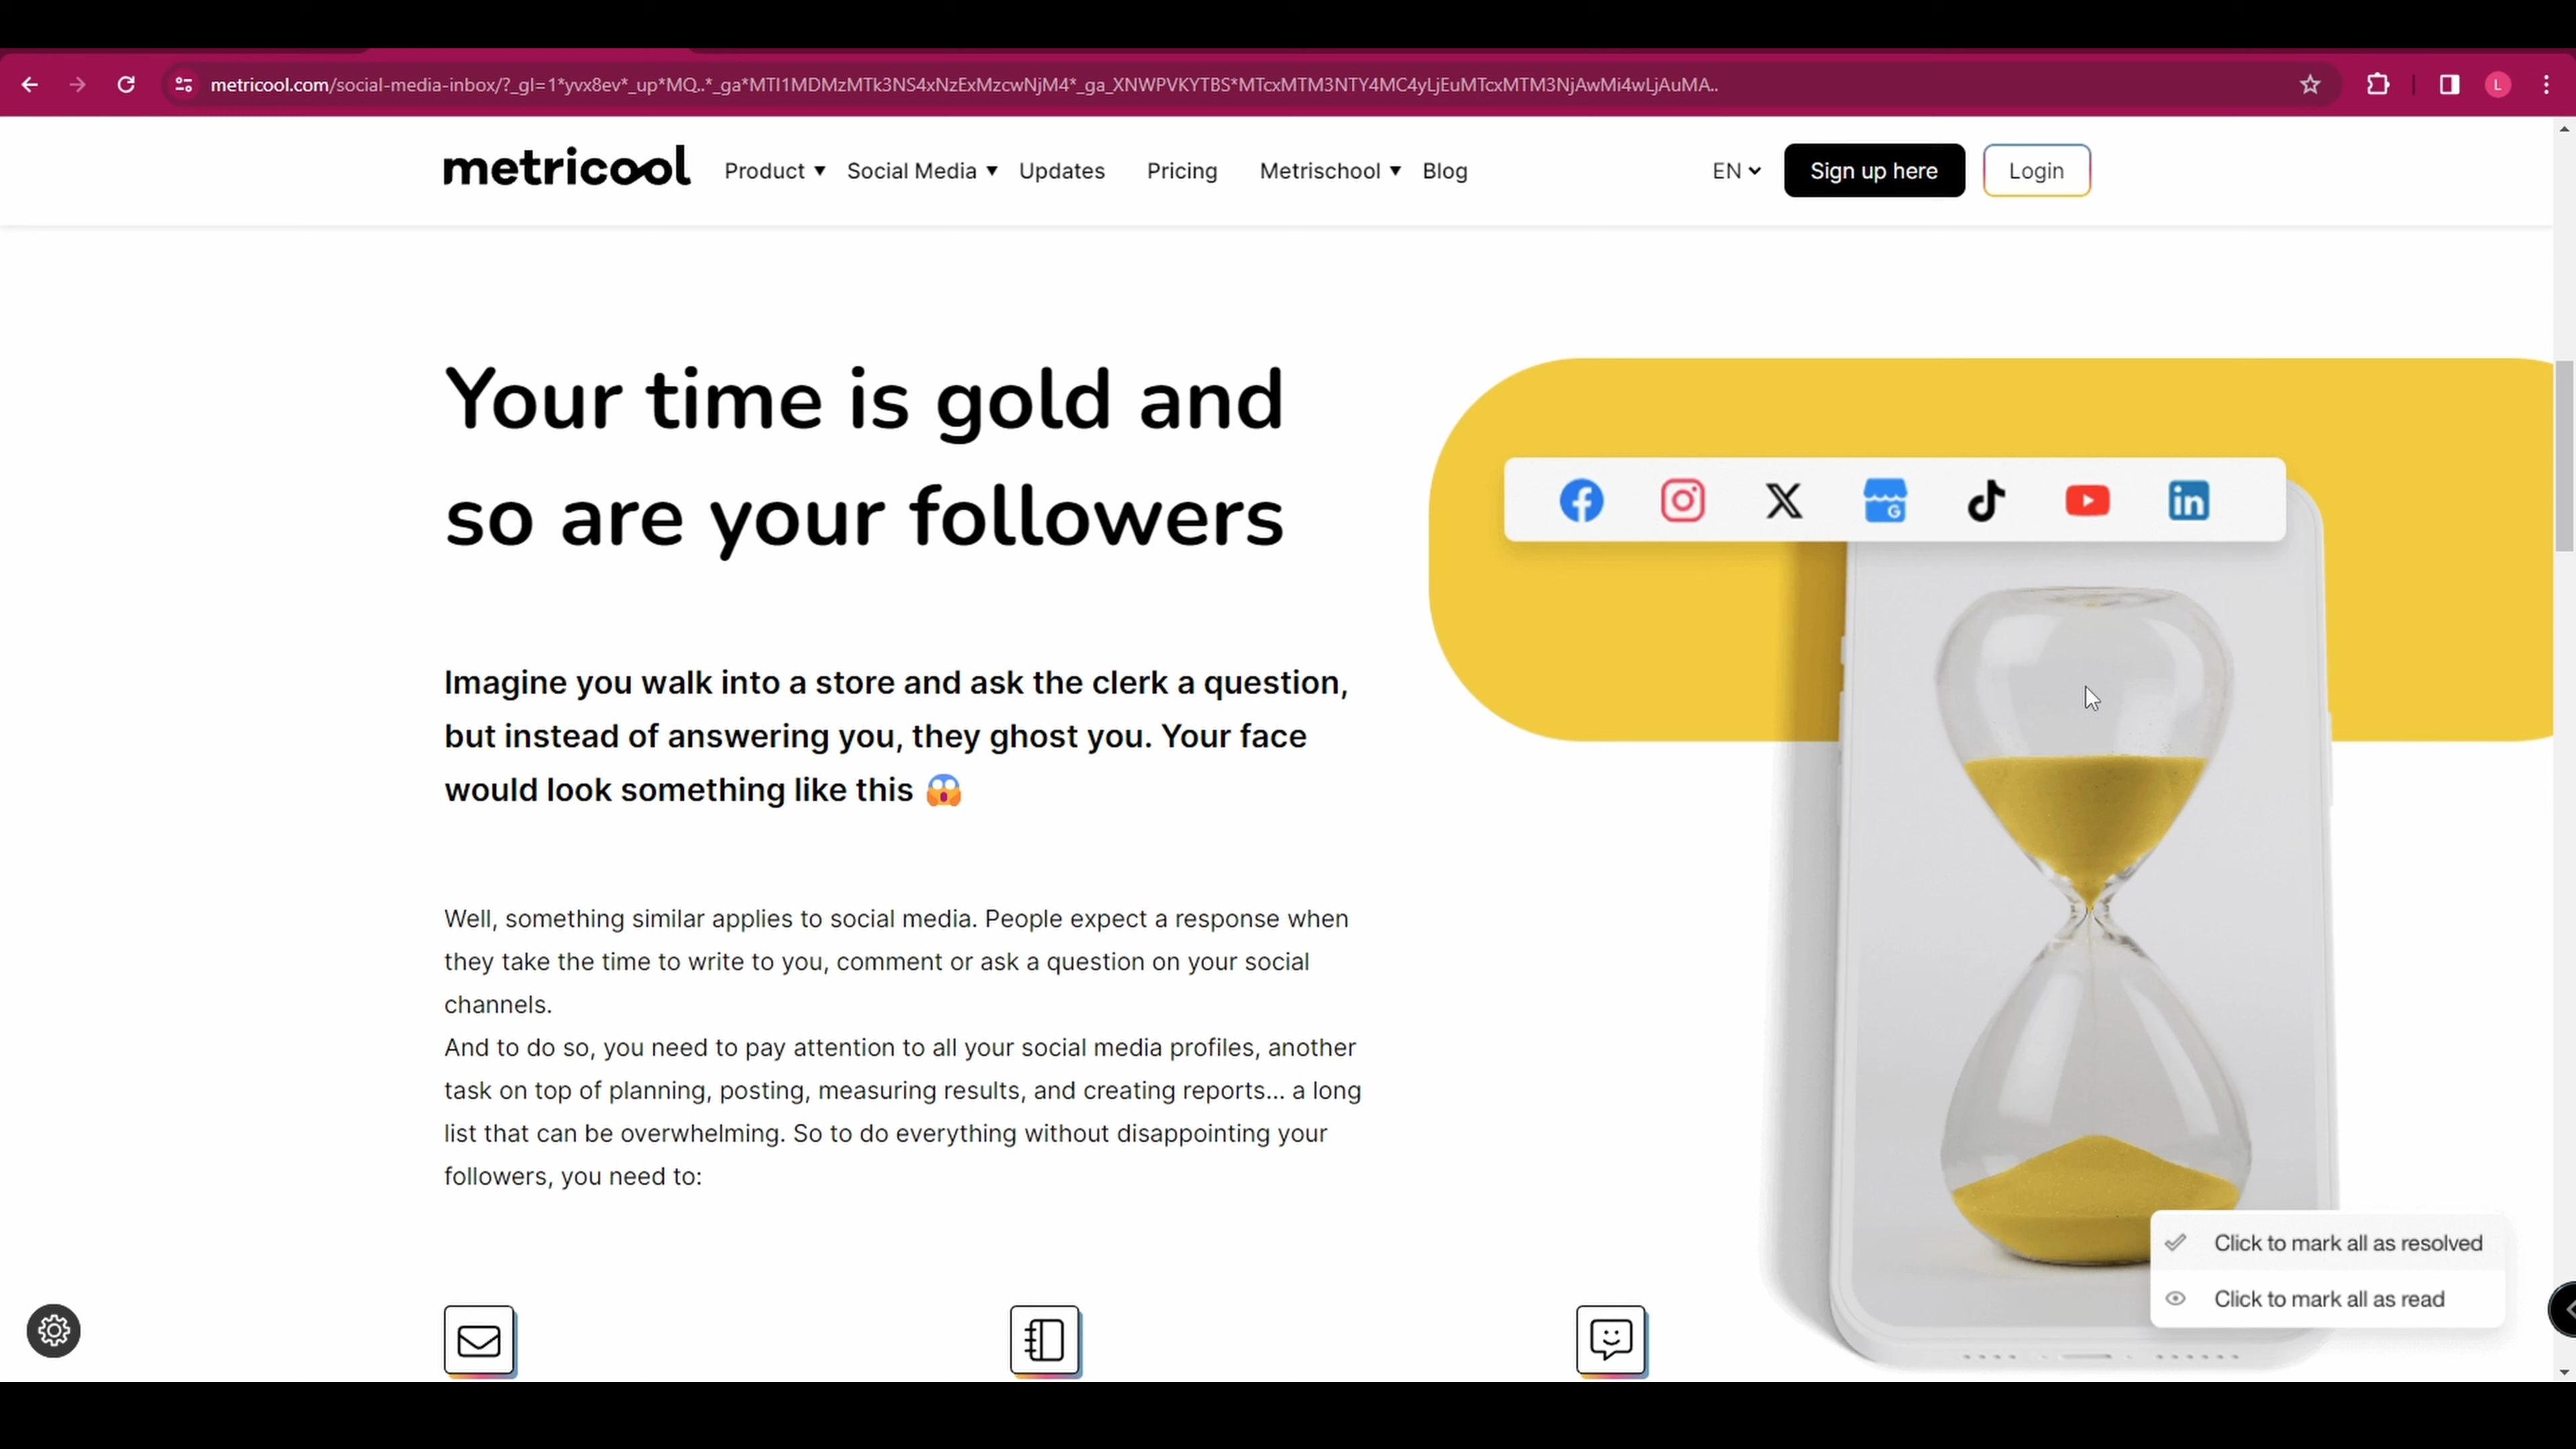 metricool.com/social-media-inbox/?_gl=1*yvx8ev*_up*MQ..*_ga*MTI1MDMzMTk3NS4xNzExMzcwNjM4*_ga_XNWPVKYTBS*MTcxMTM3NTY4MC4yLjEuMTcxMTM3NjAwMi4wLjAuMA..
L
metricool
Product Social Media Updates Pricing Metrischool Blog
EN Sign up here Login
Your time is gold and
so are your followers
Imagine you walk into a store and ask the clerk a question,
but instead of answering you, they ghost you. Your face
would look something like this 😱
Well, something similar applies to social media. People expect a response when
they take the time to write to you, comment or ask a question on your social
channels.
And to do so, you need to pay attention to all your social media profiles, another
task on top of planning, posting, measuring results, and creating reports... a long
list that can be overwhelming. So to do everything without disappointing your
followers, you need to:
Click to mark all as resolved
Click to mark all as read